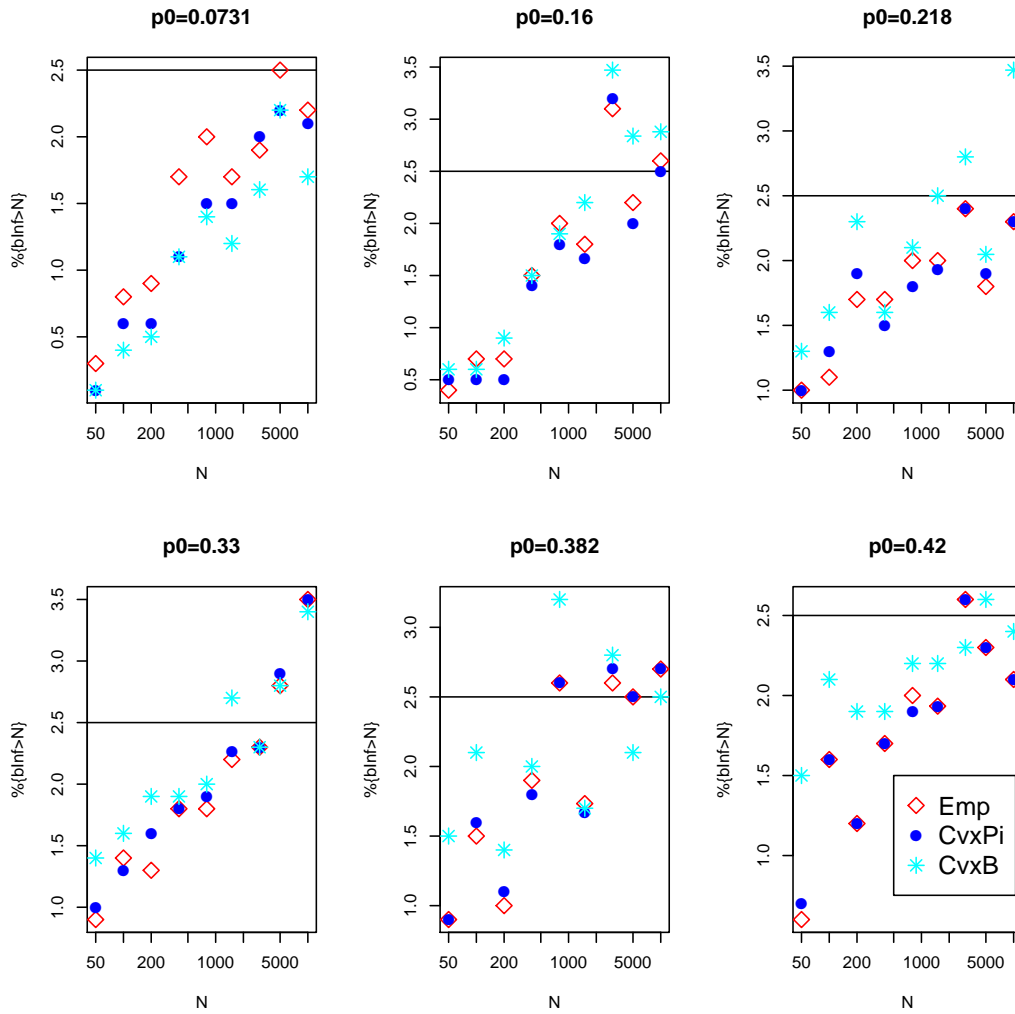 p0=0.0731
%{bInf>N}
2.5
2.0
1.5
1.0
0.5
50
200
1000
5000
N
p0=0.16
%{bInf>N}
3.5
3.0
2.5
2.0
1.5
1.0
0.5
50
200
1000
5000
N
p0=0.218
%{bInf>N}
3.5
3.0
2.5
2.0
1.5
1.0
50
200
1000
5000
N
p0=0.33
%{bInf>N}
3.5
3.0
2.5
2.0
1.5
1.0
50
200
1000
5000
N
p0=0.382
%{bInf>N}
3.0
2.5
2.0
1.5
1.0
50
200
1000
5000
N
p0=0.42
%{bInf>N}
2.5
2.0
1.5
1.0
Emp
CvxPi
CvxB
50
200
1000
5000
N